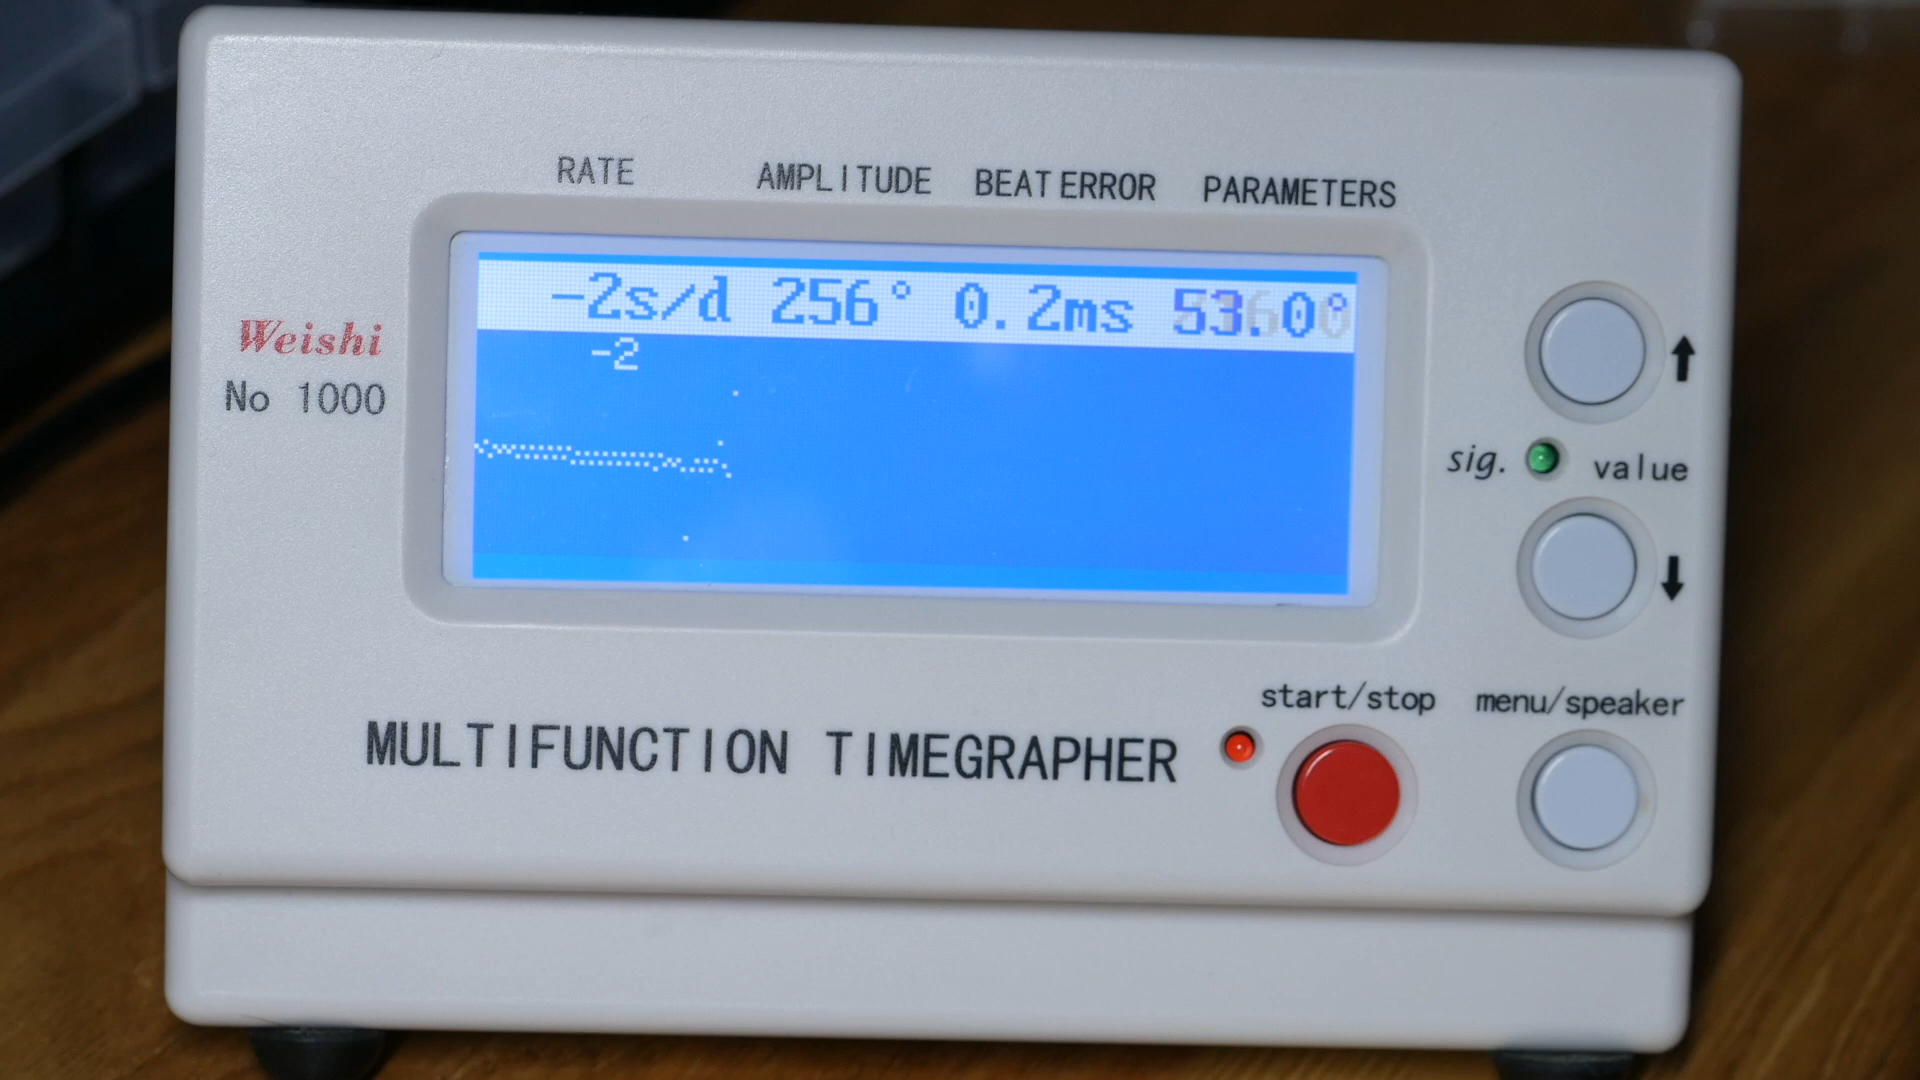 RATE AMPLITUDE BEAT ERROR PARAMETERS
-2s/d 256° 0.2ms 53.0°
-2
Weishi
No 1000
sig. value
start/stop menu/speaker
MULTIFUNCTION TIMEGRAPHER